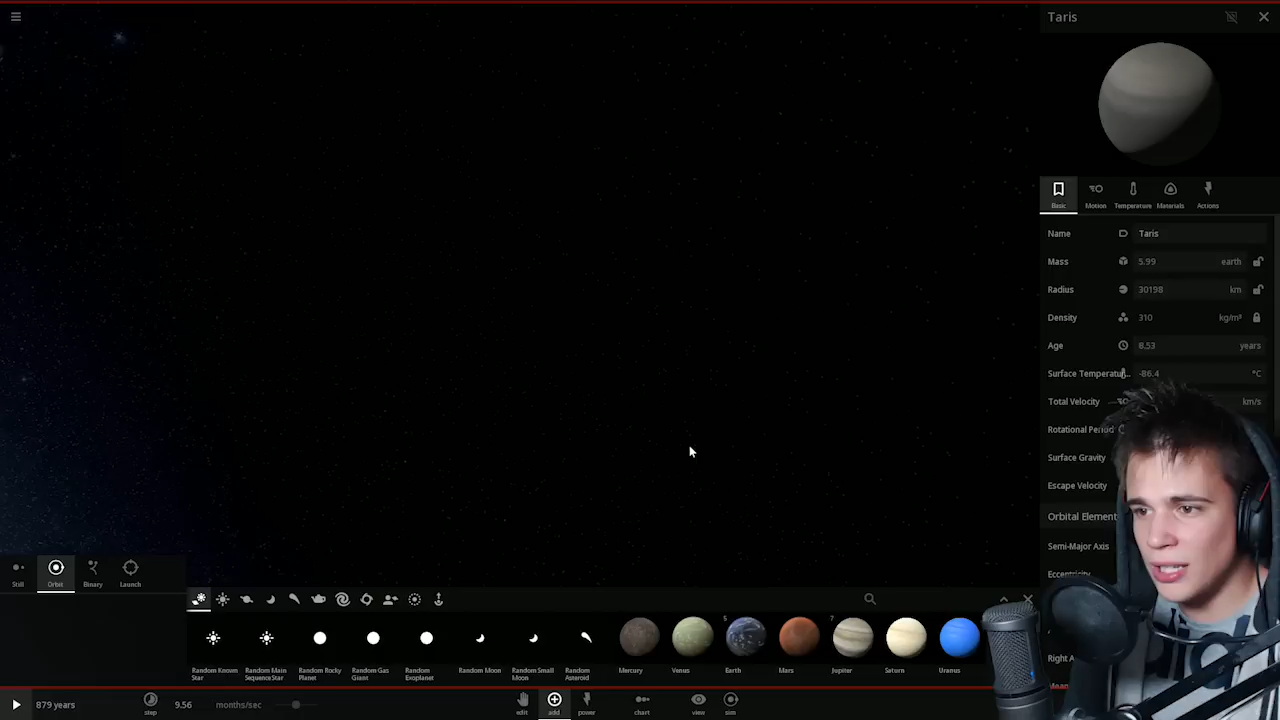 Taris
Basic
Motion
Temperature
Materials
Actions
Name
Taris
Mass
5.99
earth
Radius
30198
km
Density
310
kg/m³
Age
8.53
years
Surface
-86.4
°C
Total Velocity
km/s
Rotational
Surface Gravity
Escape Velocity
Orbital
Semi-Major Axis
Still
Orbit
Binary
Launch
5
7
Random Known Star
Random Main Sequence Star
Random Rocky Planet
Random Gas Giant
Random Exoplanet
Random Moon
Random Small Moon
Random Asteroid
Mercury
Venus
Earth
Mars
Jupiter
Saturn
Uranus
Right A
879 years
step
9.56
months/sec
edit
add
power
chart
view
sim